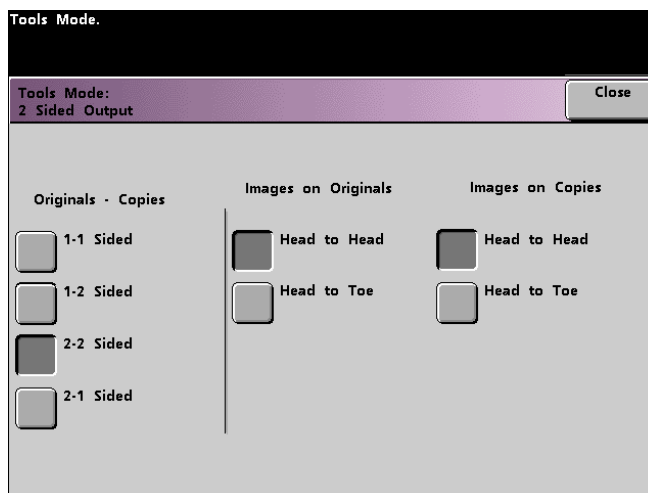 Tools Mode.
Tools Mode:
2 Sided Output
Close
Originals - Copies
1-1 Sided
1-2 Sided
2-2 Sided
2-1 Sided
Images on Originals
Head to Head
Head to Toe
Images on Copies
Head to Head
Head to Toe